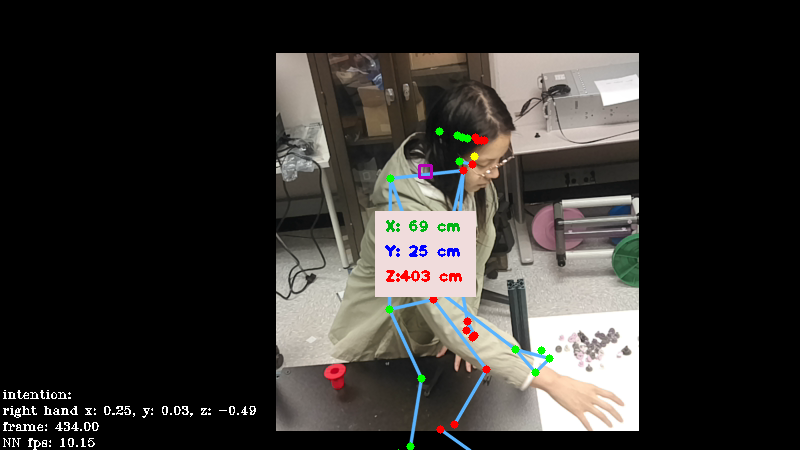 X: 69 cm
Y: 25 cm
Z:403 cm
intention:
right hand x: 0.25, y: 0.03, z: -0.49
frame: 434.00
NN fps: 10.15